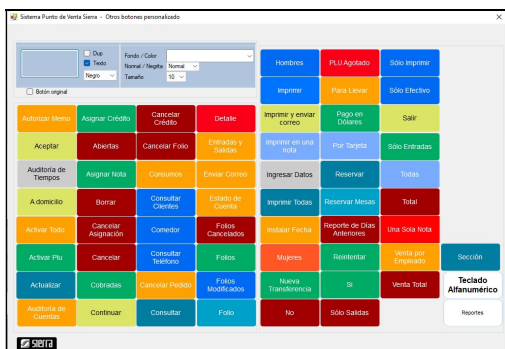 Sistema Punto de Venta Sierra - Otros botones personalizado
Dup
Texto
Negro
Fondo / Color
Normal / Negrita Normal
Tamaño 10
Botón original
Hombres PLU Agotado Sólo Imprimir
Imprimir Para Llevar Sólo Efectivo
Autorizar Memo Asignar Crédito Cancelar Crédito Detalle Imprimir y enviar correo Pago en Dólares Salir
Aceptar Abiertas Cancelar Folio Entradas y Salidas Imprimir en una nota Por Tarjeta Sólo Entradas
Auditoría de Tiempos Asignar Nota Consumos Enviar Correo Ingresar Datos Reservar Todas
A domicilio Borrar Consultar Clientes Estado de Cuenta Imprimir Todas Reservar Mesas Total
Activar Todo Cancelar Asignación Comedor Folios Cancelados Instalar Fecha Reporte de Días Anteriores Una Sola Nota
Activar Plu Cancelar Consultar Teléfono Folios Mujeres Reintentar Venta por Empleado Sección
Actualizar Cobradas Cancelar Pedido Folios Modificados Nueva Transferencia Si Venta Total Teclado Alfanumérico
Auditoría de Cuentas Continuar Consultar Folio No Sólo Salidas Reportes
sierra